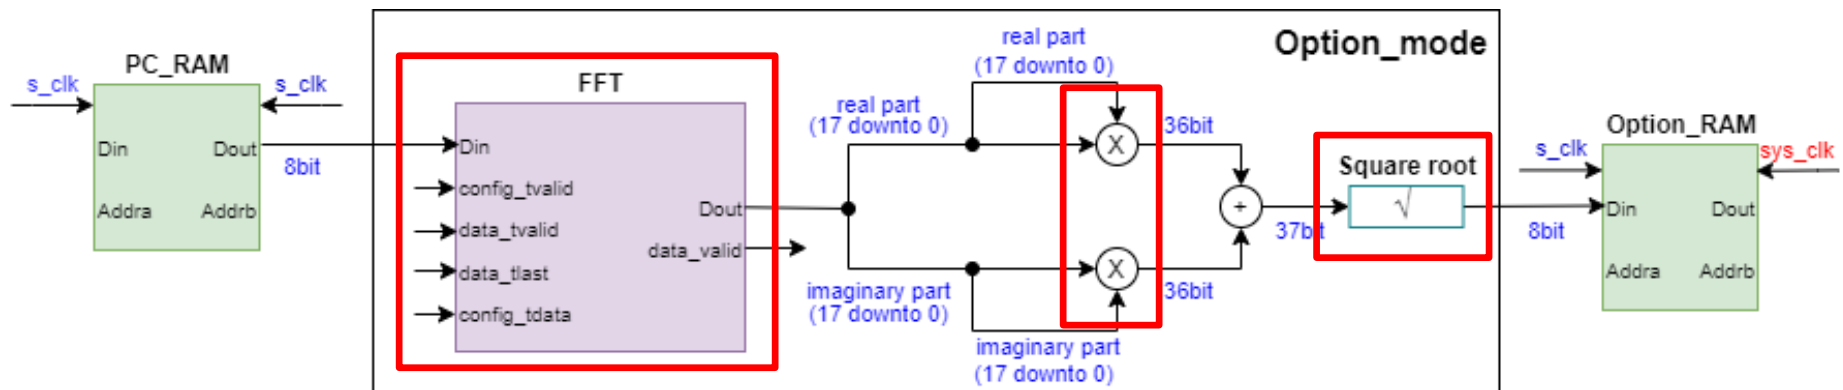 Option_mode
PC_RAM
s_clk
s_clk
Din
Dout
8bit
Addra
Addrb
FFT
Din
config_tvalid
data_tvalid
data_tlast
config_tdata
Dout
data_valid
real part
(17 downto 0)
real part
(17 downto 0)
imaginary part
(17 downto 0)
imaginary part
(17 downto 0)
X
36bit
X
36bit
+
37bit
Square root
√
8bit
Option_RAM
s_clk
sys_clk
Din
Dout
Addra
Addrb